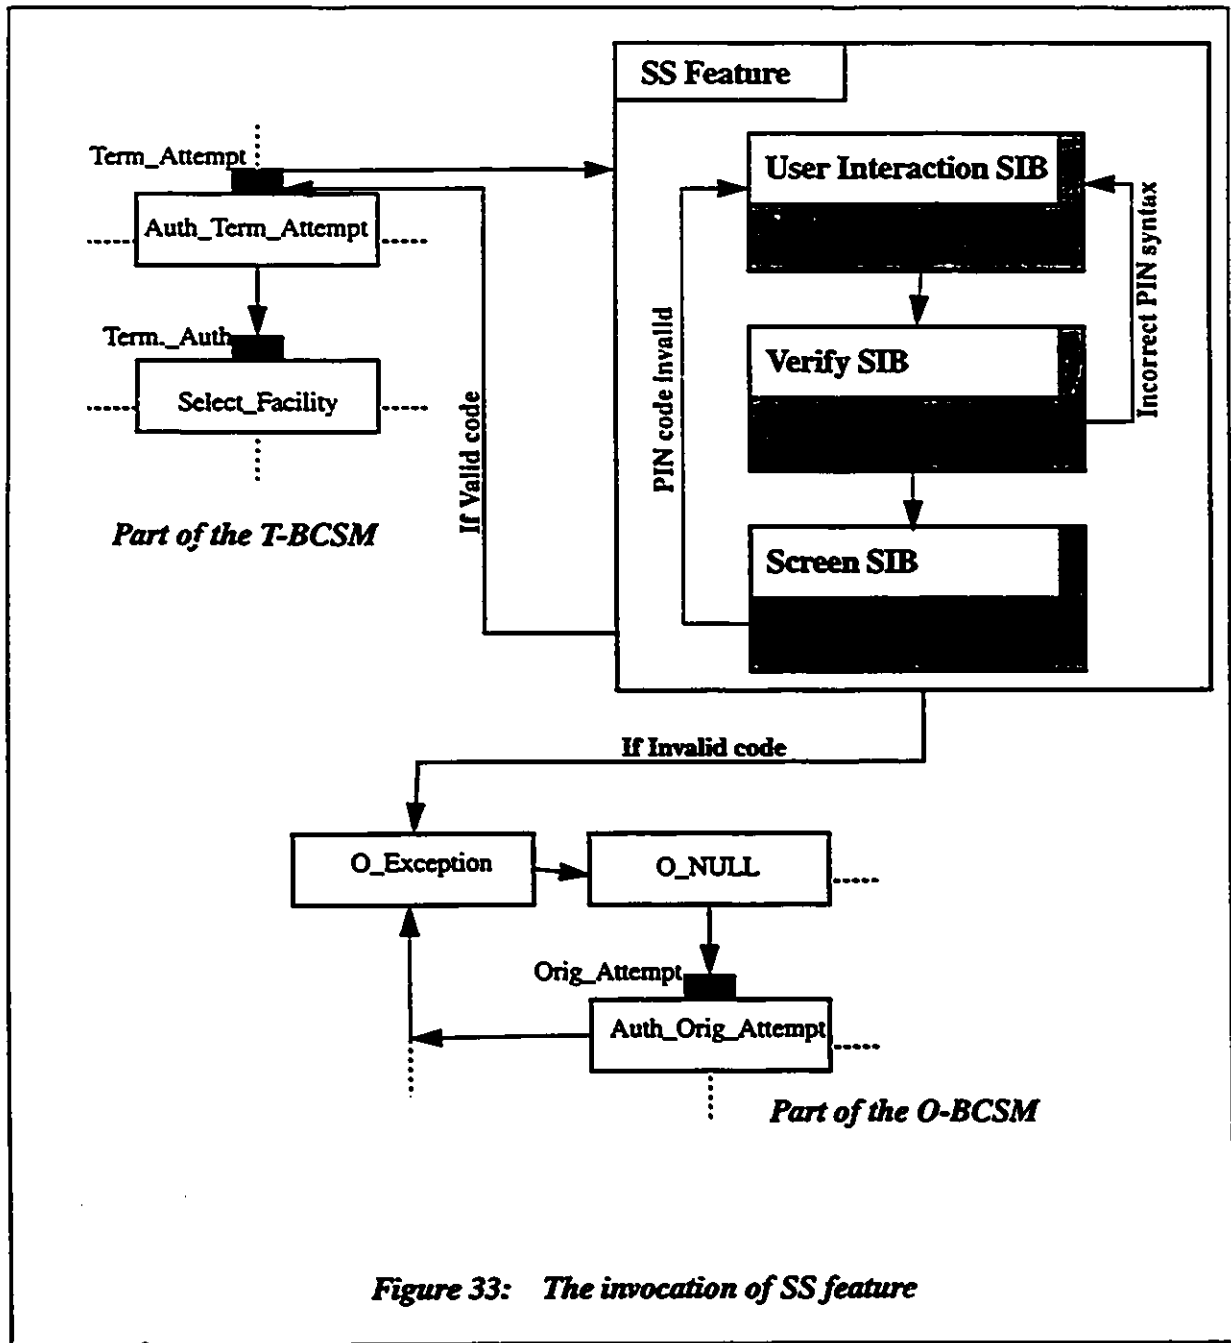 SS Feature
User Interaction SIB
Term_Attempt
Auth_Term_Attempt
Term._Auth
Select_Facility
Part of the T-BCSM
If Valid code
PIN code Invalid
Incorrect PIN syntax
Verify SIB
Screen SIB
If Invalid code
O_Exception
O_NULL
Orig_Attempt
Auth_Orig_Attempt
Part of the O-BCSM
Figure 33: The invocation of SS feature